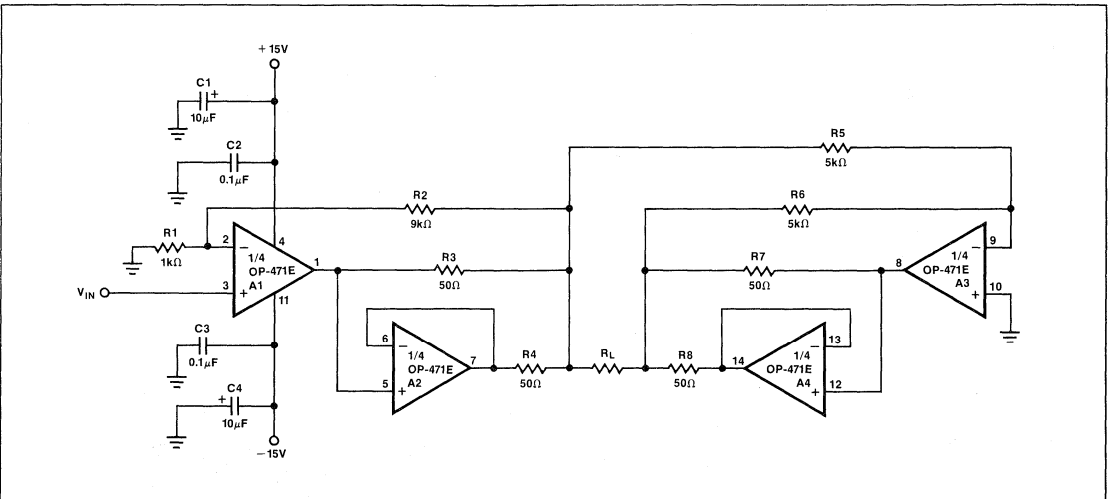 +15V
C1
+
10μF
C2
0.1μF
R5
5kΩ
R6
5kΩ
R2
9kΩ
R1
1kΩ
2
−
4
1/4
OP-471E
A1
1
3
+
11
VIN
R3
50Ω
R7
50Ω
8
9
−
1/4
OP-471E
A3
10
+
C3
0.1μF
C4
+
10μF
−15V
6
−
1/4
OP-471E
A2
7
5
+
R4
50Ω
RL
R8
50Ω
14
13
−
1/4
OP-471E
A4
12
+